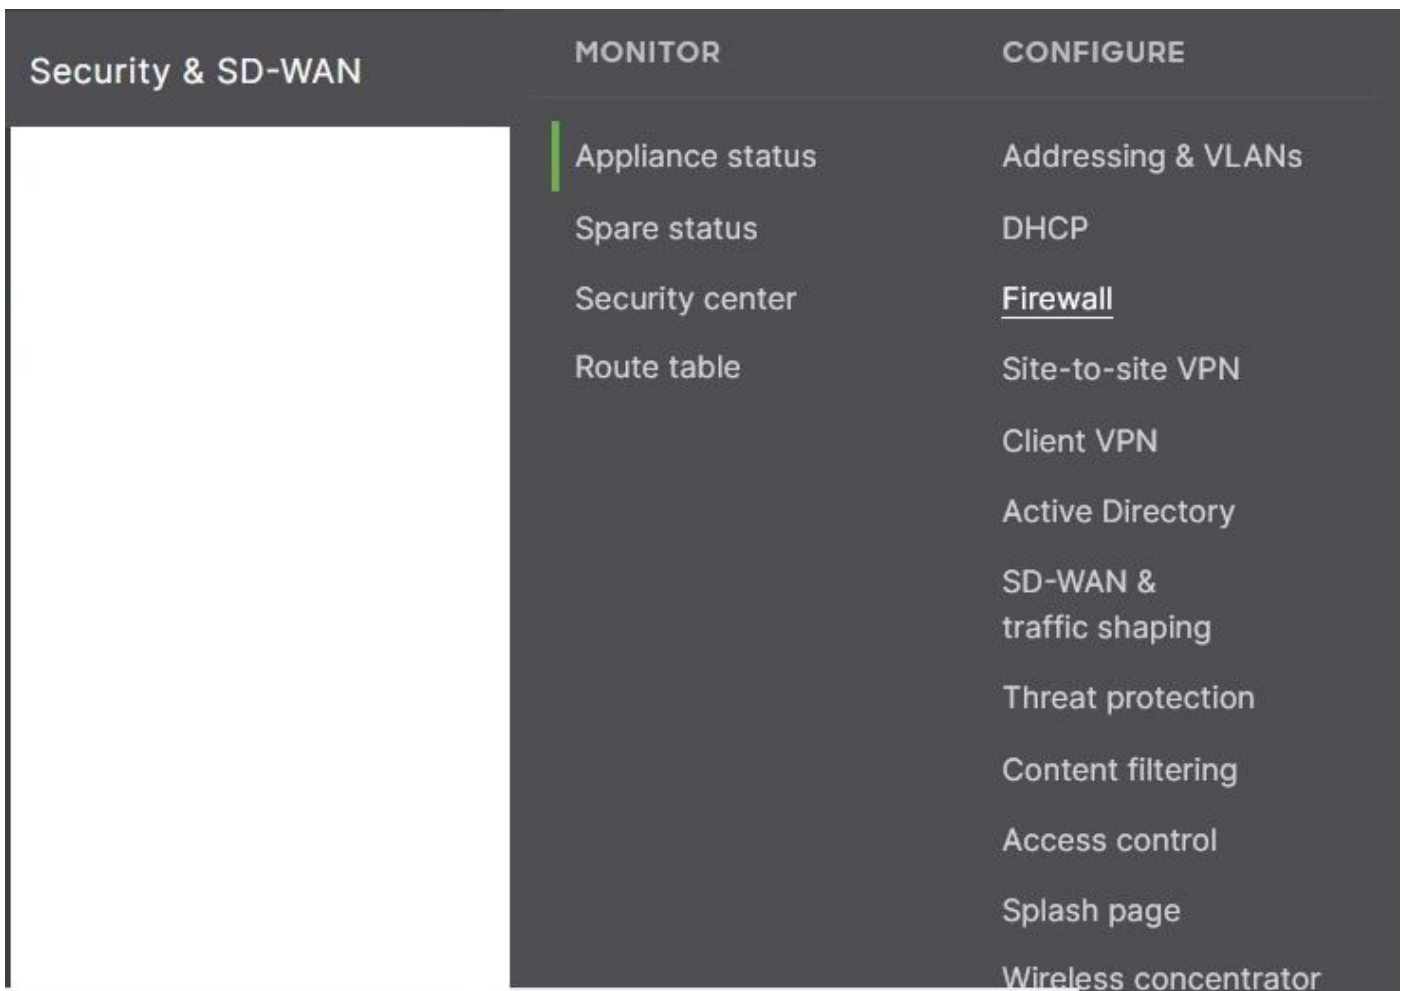 Security & SD-WAN
MONITOR
Appliance status
Spare status
Security center
Route table
CONFIGURE
Addressing & VLANs
DHCP
Firewall
Site-to-site VPN
Client VPN
Active Directory
SD-WAN &
traffic shaping
Threat protection
Content filtering
Access control
Splash page
Wireless concentrator